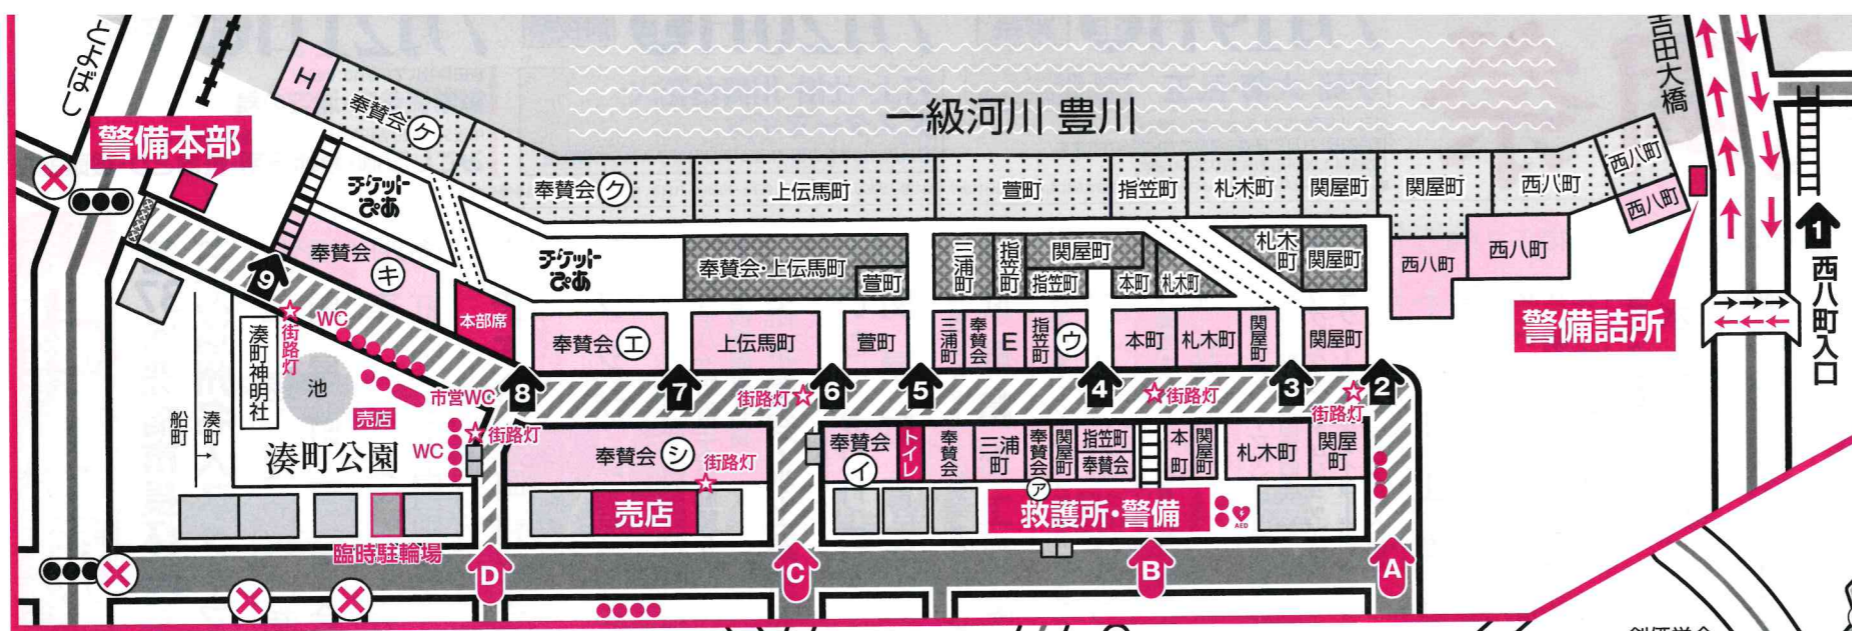 とよばし
警備本部
H
奉賛会 ケ
奉賛会 ク
上伝馬町
萱町
指笠町
札木町
関屋町
関屋町
西八町
西八町
西八町
一級河川 豊川
吉田大橋
チケットぴあ
チケットぴあ
奉賛会 キ
本部席
奉賛会・上伝馬町
萱町
三浦町
指笠町
関屋町
指笠町
本町
札木町
札木町
関屋町
西八町
西八町
警備詰所
1
西八町入口
奉賛会 エ
上伝馬町
萱町
三浦町
奉賛会
E
指笠町
ウ
本町
札木町
関屋町
関屋町
9
8
7
6
5
4
3
2
街路灯
WC
湊町神明社
池
市営WC
売店
街路灯
WC
湊町公園
船町
湊町
街路灯
街路灯
街路灯
奉賛会 シ
街路灯
売店
奉賛会 イ
トイレ
奉賛会
三浦町
奉賛会
ア
関屋町
指笠町
奉賛会
本町
関屋町
札木町
関屋町
救護所・警備
AED
臨時駐輪場
D
C
B
A